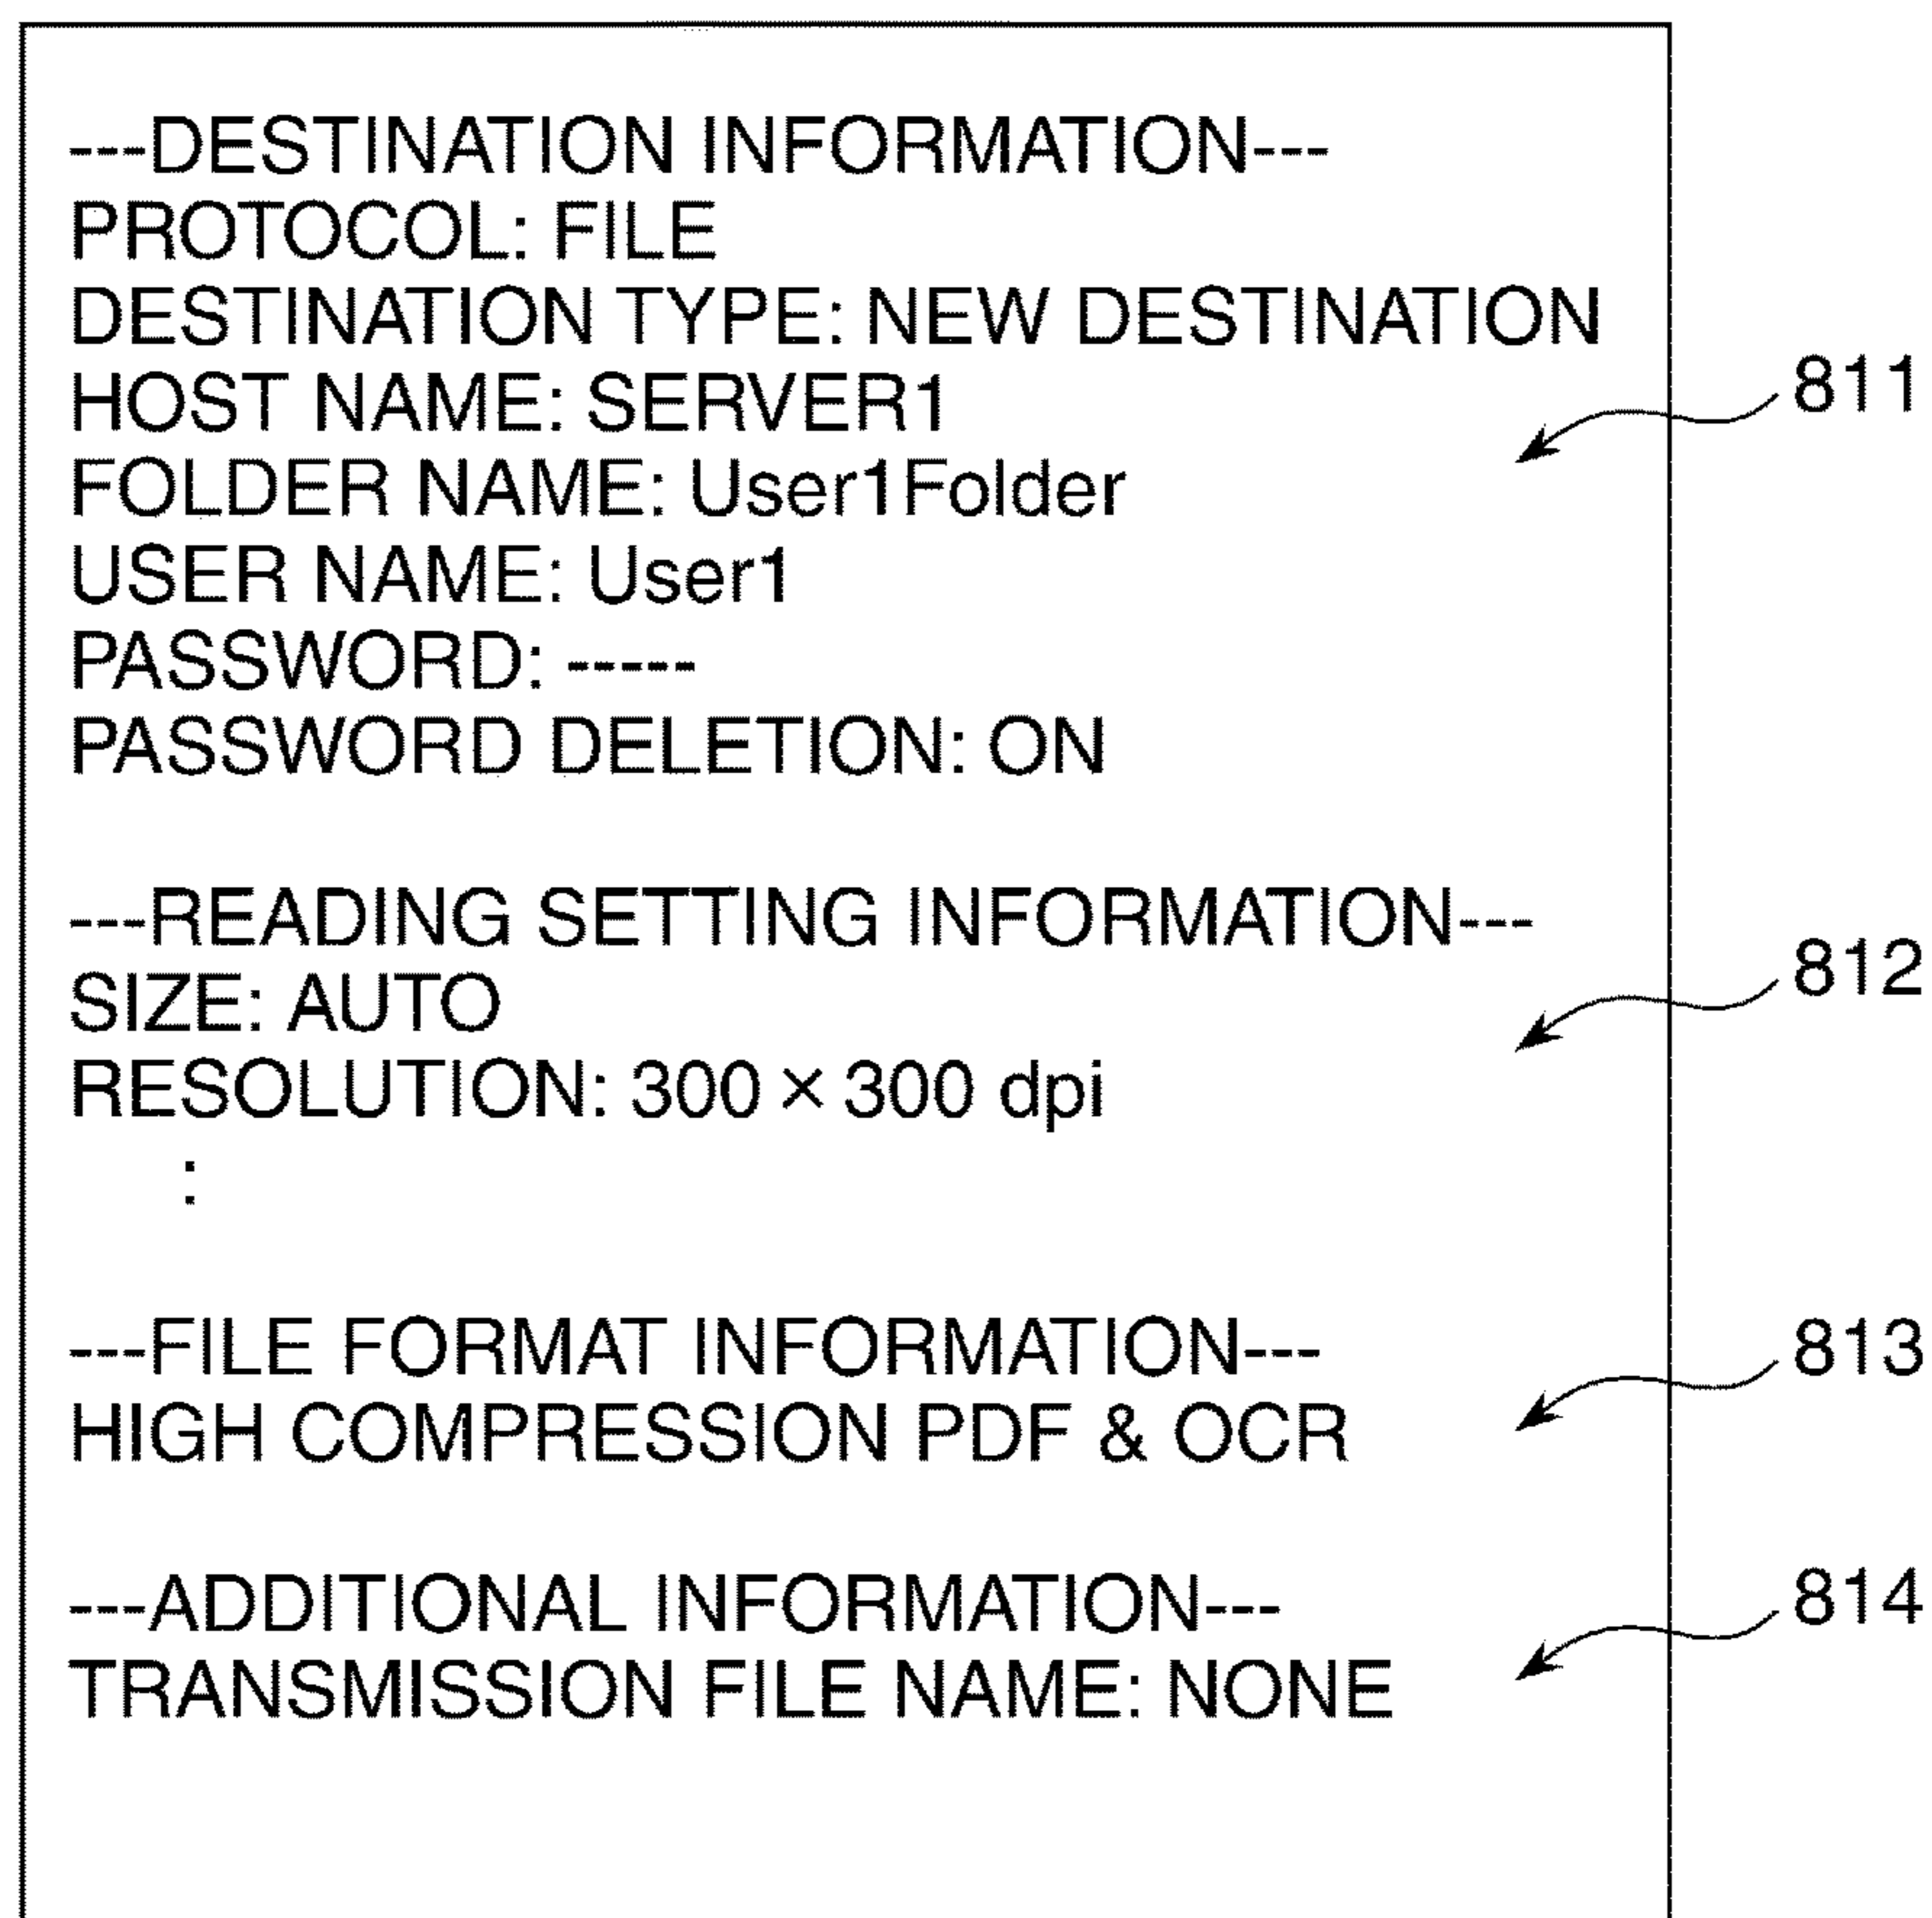 ---DESTINATION INFORMATION---
PROTOCOL: FILE
DESTINATION TYPE: NEW DESTINATION
HOST NAME: SERVER1
811
FOLDER NAME: User1Folder
USER NAME: User1
PASSWORD: -----
PASSWORD DELETION: ON
---READING SETTING INFORMATION---
812
SIZE: AUTO
RESOLUTION: 300 × 300 dpi
:
---FILE FORMAT INFORMATION---
813
HIGH COMPRESSION PDF & OCR
---ADDITIONAL INFORMATION---
814
TRANSMISSION FILE NAME: NONE